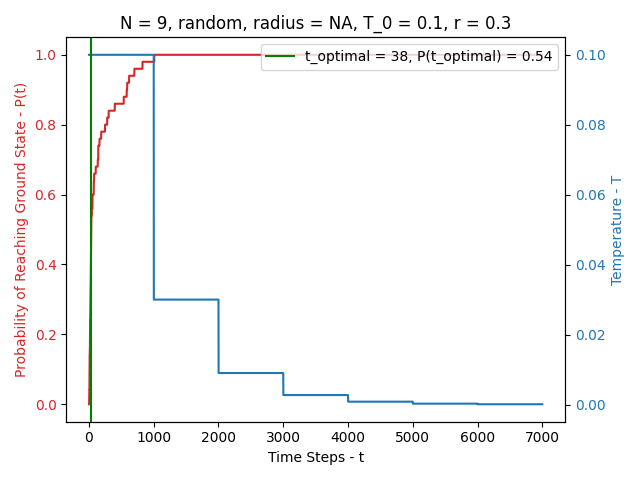 N = 9, random, radius = NA, T_0 = 0.1, r = 0.3
t_optimal = 38, P(t_optimal) = 0.54
Probability of Reaching Ground State - P(t)
1.0
0.8
0.6
0.4
0.2
0.0
0.10
0.08
0.06
0.04
0.02
0.00
Temperature - T
0 1000 2000 3000 4000 5000 6000 7000
Time Steps - t